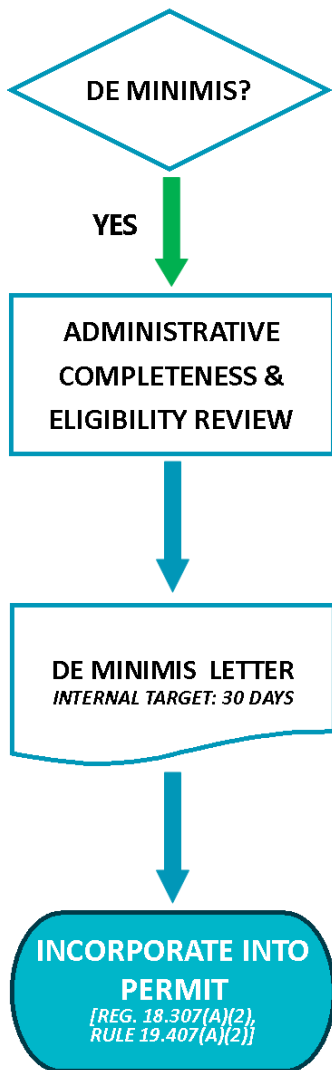 DE MINIMIS?
YES
ADMINISTRATIVE
COMPLETENESS &
ELIGIBILITY REVIEW
DE MINIMIS LETTER
INTERNAL TARGET: 30 DAYS
INCORPORATE INTO
PERMIT
[REG. 18.307(A)(2),
RULE 19.407(A)(2)]